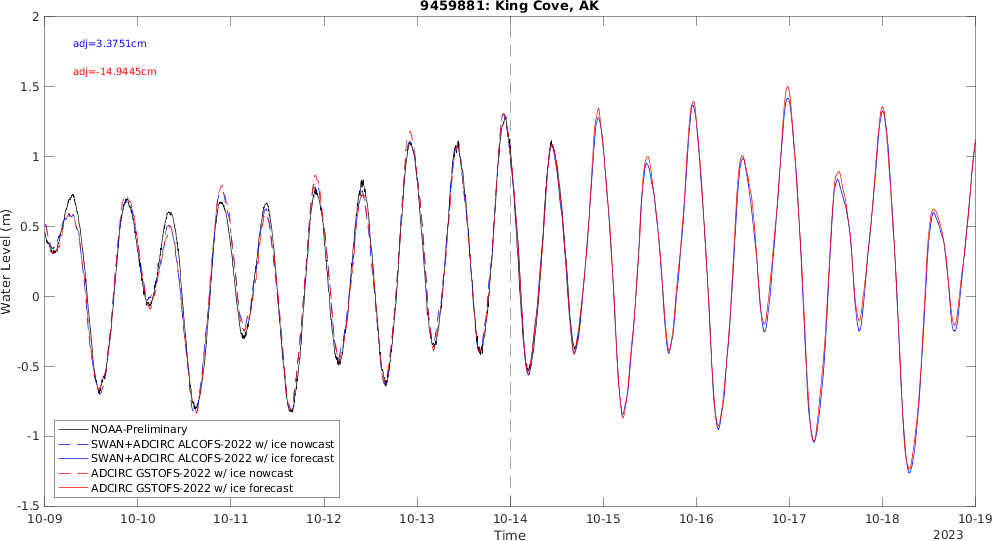 9459881: King Cove, AK
adj=3.3751cm
adj=-14.9445cm
Water Level (m)
2
1.5
1
0.5
0
-0.5
-1
-1.5
NOAA-Preliminary
SWAN+ADCIRC ALCOFS-2022 w/ ice nowcast
SWAN+ADCIRC ALCOFS-2022 w/ ice forecast
ADCIRC GSTOFS-2022 w/ ice nowcast
ADCIRC GSTOFS-2022 w/ ice forecast
10-09 10-10 10-11 10-12 10-13 10-14 10-15 10-16 10-17 10-18 10-19
Time
2023